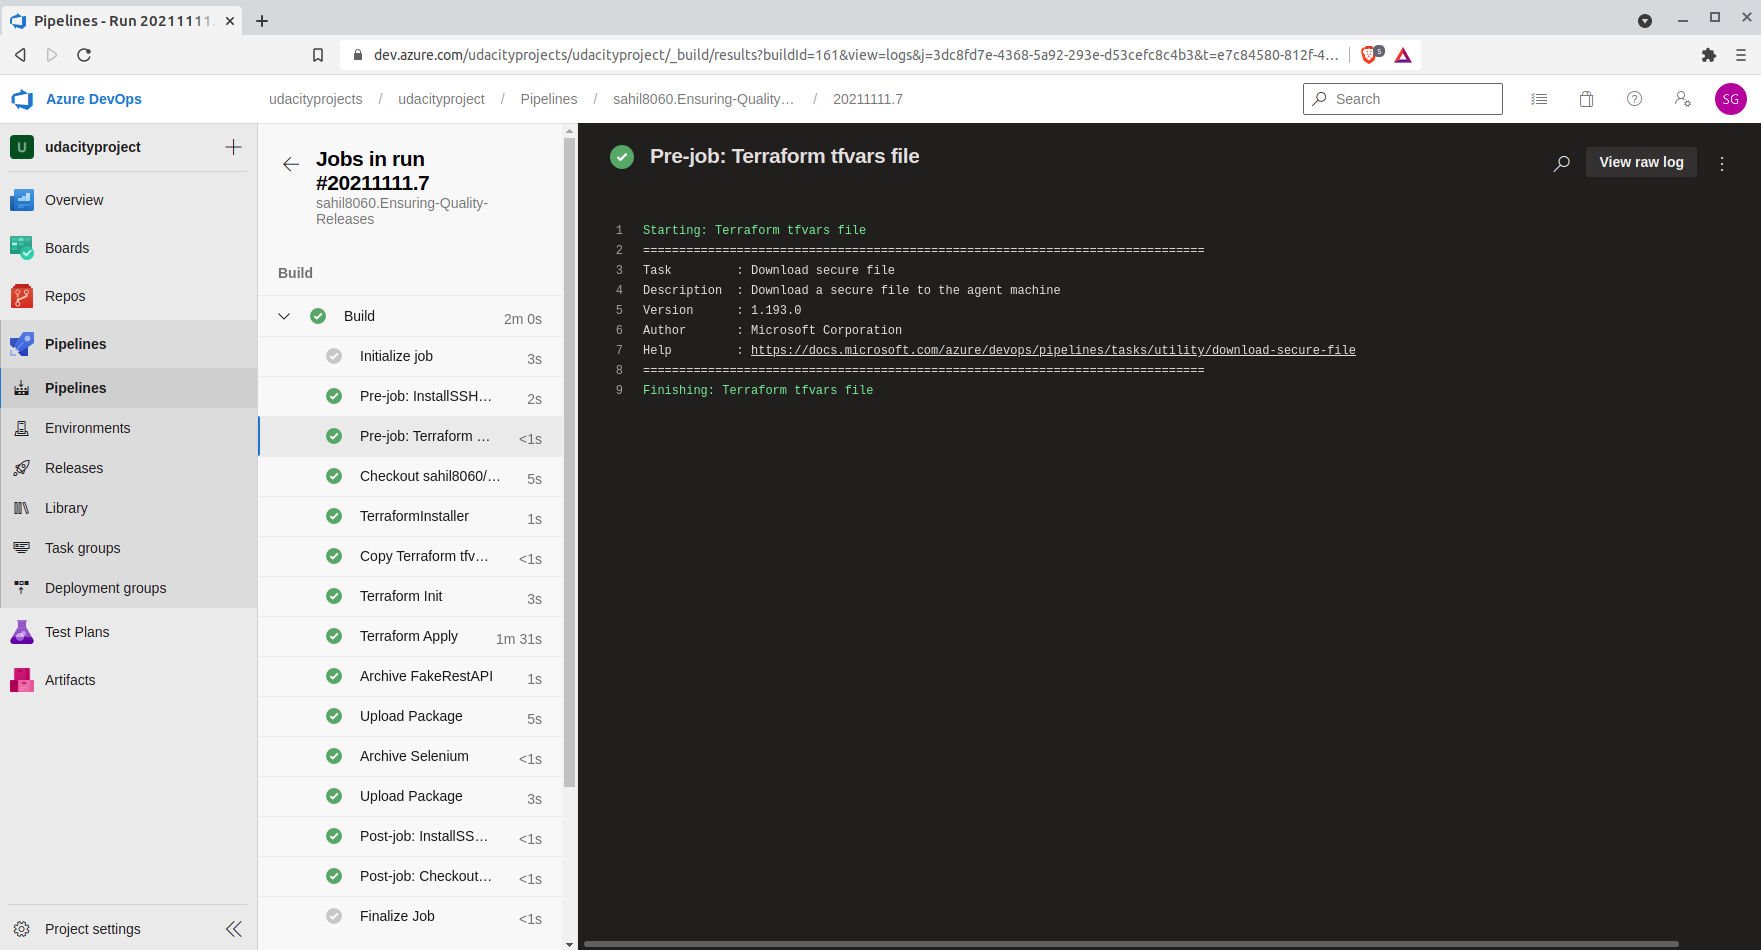 Pipelines - Run 20211111.
dev.azure.com/udacityprojects/udacityproject/_build/results?buildId=161&view=logs&j=3dc8fd7e-4368-5a92-293e-d53cefc8c4b3&t=e7c84580-812f-4...
5
Azure DevOps
udacityprojects / udacityproject / Pipelines / sahil8060.Ensuring-Quality... / 20211111.7
Search
SG
U
udacityproject
Overview
Boards
Repos
Pipelines
Pipelines
Environments
Releases
Library
Task groups
Deployment groups
Test Plans
Artifacts
Project settings
Jobs in run
#20211111.7
sahil8060.Ensuring-Quality-
Releases
Build
Build 2m 0s
Initialize job 3s
Pre-job: InstallSSH... 2s
Pre-job: Terraform ... <1s
Checkout sahil8060/... 5s
TerraformInstaller 1s
Copy Terraform tfv... <1s
Terraform Init 3s
Terraform Apply 1m 31s
Archive FakeRestAPI 1s
Upload Package 5s
Archive Selenium <1s
Upload Package 3s
Post-job: InstallSS... <1s
Post-job: Checkout... <1s
Finalize Job <1s
Pre-job: Terraform tfvars file
View raw log
1 Starting: Terraform tfvars file
2 ==============================================================================
3 Task : Download secure file
4 Description : Download a secure file to the agent machine
5 Version : 1.193.0
6 Author : Microsoft Corporation
7 Help : https://docs.microsoft.com/azure/devops/pipelines/tasks/utility/download-secure-file
8 ==============================================================================
9 Finishing: Terraform tfvars file